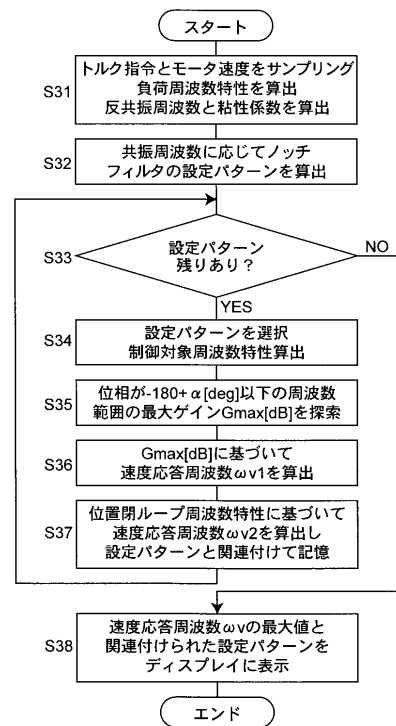 スタート
S31
トルク指令とモータ速度をサンプリング
負荷周波数特性を算出
反共振周波数と粘性係数を算出
S32
共振周波数に応じてノッチ
フィルタの設定パターンを算出
S33
設定パターン
残りあり？
NO
YES
S34
設定パターンを選択
制御対象周波数特性算出
S35
位相が-180+α[deg]以下の周波数
範囲の最大ゲインGmax[dB]を探索
S36
Gmax[dB]に基づいて
速度応答周波数ωv1を算出
S37
位置閉ループ周波数特性に基づいて
速度応答周波数ωv2を算出し
設定パターンと関連付けて記憶
S38
速度応答周波数ωvの最大値と
関連付けられた設定パターンを
ディスプレイに表示
エンド